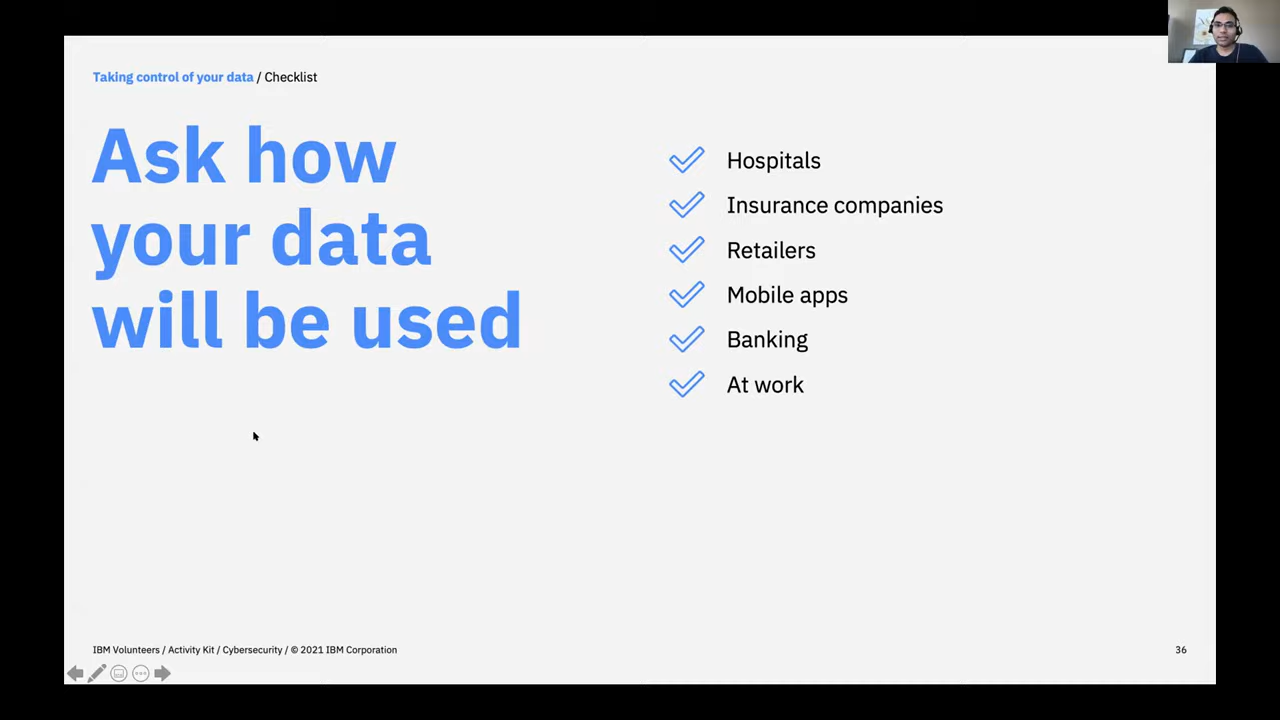 Taking control of your data / Checklist
Ask how
your data
will be used
Hospitals
Insurance companies
Retailers
Mobile apps
Banking
At work
IBM Volunteers / Activity Kit / Cybersecurity / © 2021 IBM Corporation
36